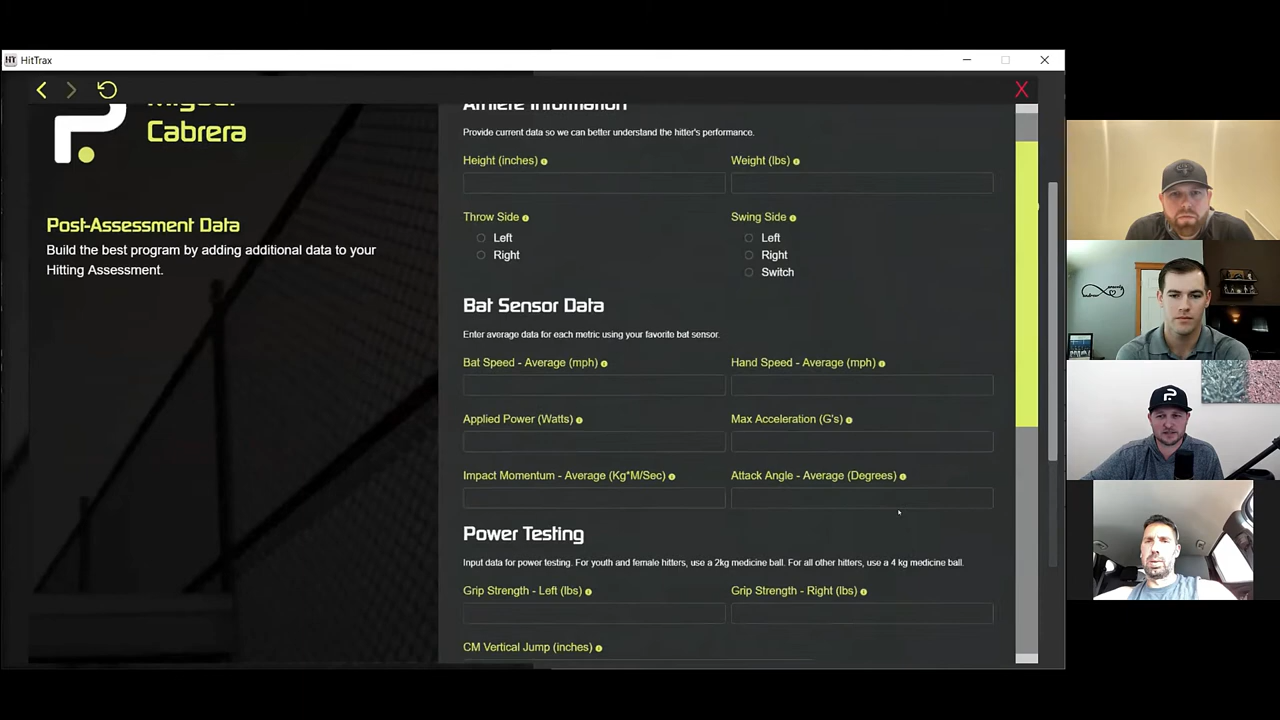 HT HitTrax
X
Miguel
Cabrera
P.
Post-Assessment Data
Build the best program by adding additional data to your
Hitting Assessment.
Athlete Information
Provide current data so we can better understand the hitter's performance.
Height (inches)
Weight (lbs)
Throw Side
Swing Side
Left
Left
Right
Right
Switch
Bat Sensor Data
Enter average data for each metric using your favorite bat sensor.
Bat Speed - Average (mph)
Hand Speed - Average (mph)
Applied Power (Watts)
Max Acceleration (G's)
Impact Momentum - Average (Kg*M/Sec)
Attack Angle - Average (Degrees)
Power Testing
Input data for power testing. For youth and female hitters, use a 2kg medicine ball. For all other hitters, use a 4 kg medicine ball.
Grip Strength - Left (lbs)
Grip Strength - Right (lbs)
CM Vertical Jump (inches)